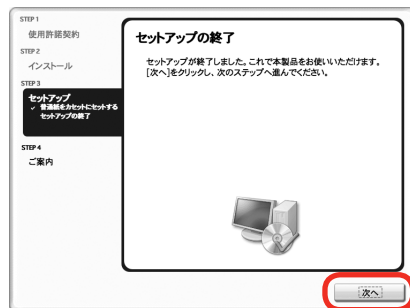 STEP 1
使用許諾契約
STEP 2
インストール
STEP 3
セットアップ
✓ 普通紙をカセットにセットする
セットアップの終了
STEP 4
ご案内
セットアップの終了
セットアップが終了しました。これで本製品をお使いいただけます。
[次へ]をクリックし、次のステップへ進んでください。
次へ